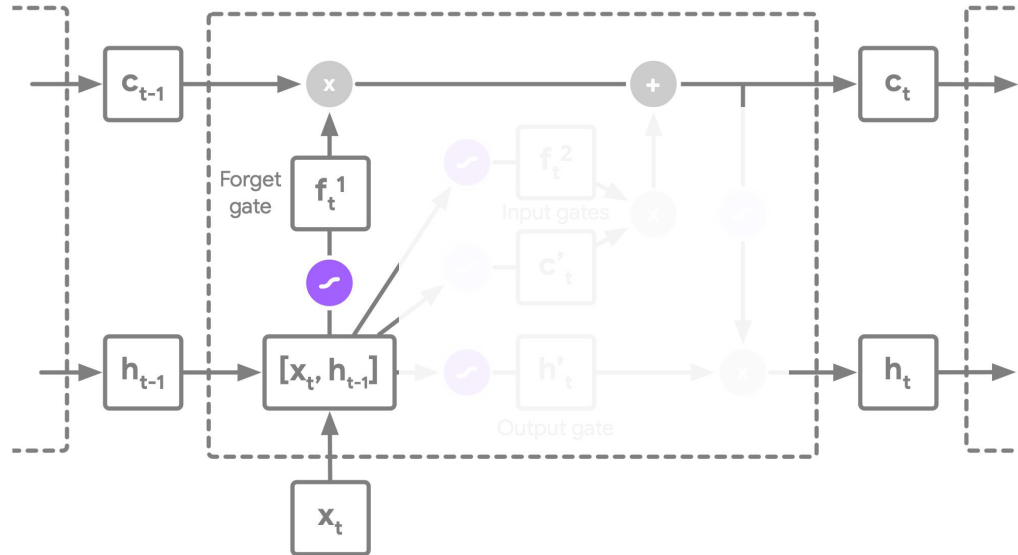 c_{t-1}
x
+
c_t
Forget
gate
f_t^1
f_t^2
Input gates
x
c'_t
h_{t-1}
[x_t, h_{t-1}]
h'_t
x
h_t
Output gate
x_t